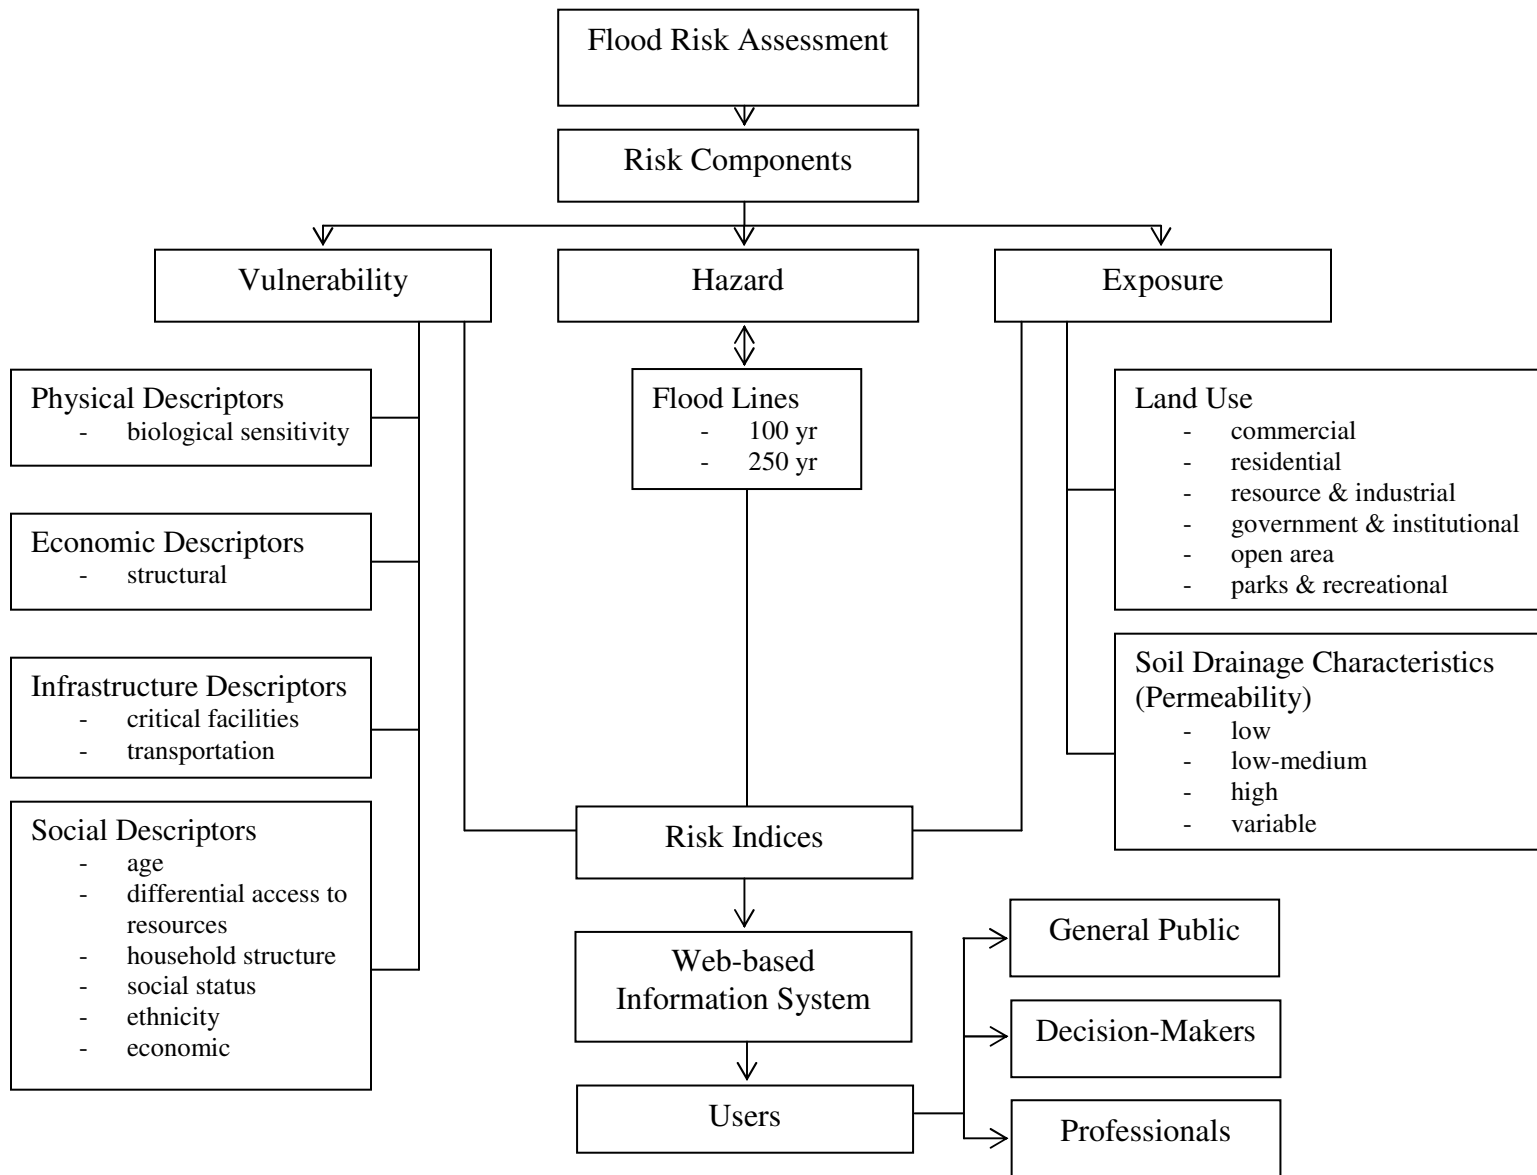 Flood Risk Assessment
Risk Components
Vulnerability
Hazard
Exposure
Physical Descriptors
- biological sensitivity
Economic Descriptors
- structural
Infrastructure Descriptors
- critical facilities
- transportation
Social Descriptors
- age
- differential access to
resources
- household structure
- social status
- ethnicity
- economic
Flood Lines
- 100 yr
- 250 yr
Land Use
- commercial
- residential
- resource & industrial
- government & institutional
- open area
- parks & recreational
Soil Drainage Characteristics
(Permeability)
- low
- low-medium
- high
- variable
Risk Indices
Web-based
Information System
Users
General Public
Decision-Makers
Professionals